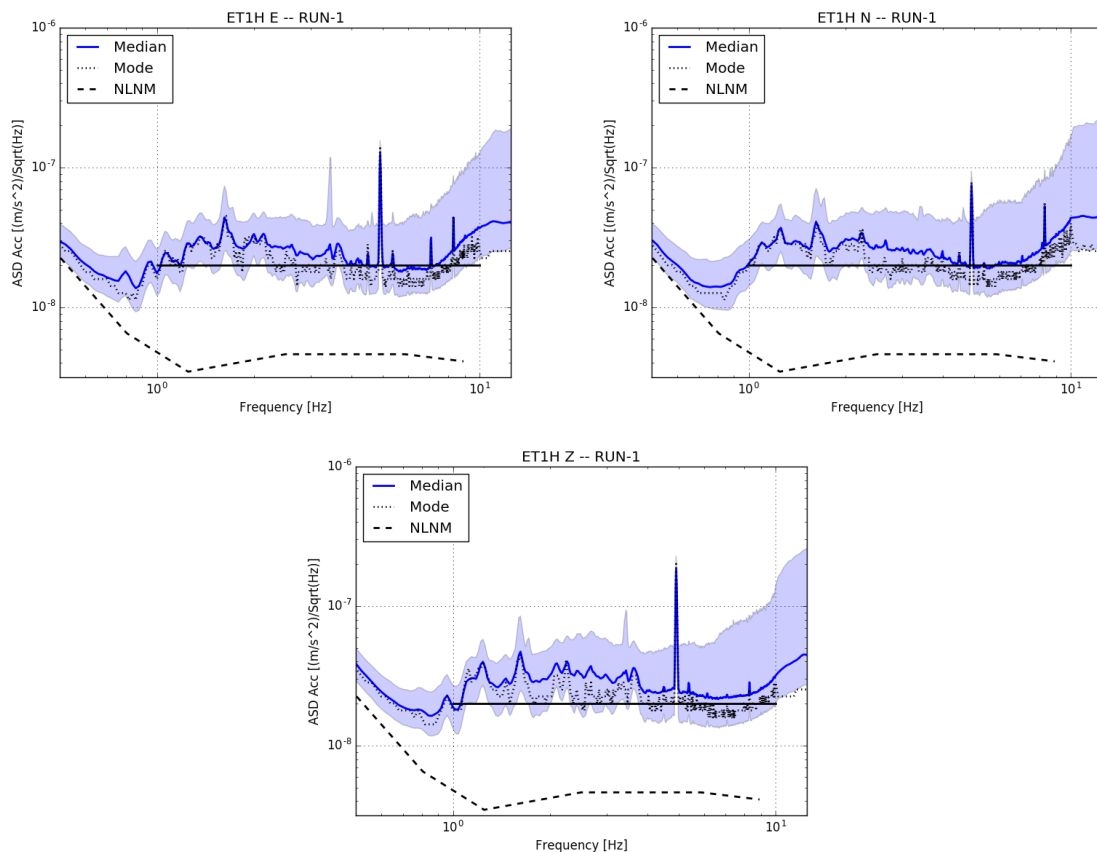 ET1H E -- RUN-1
10^-6
10^-7
10^-8
ASD Acc [(m/s^2)/Sqrt(Hz)]
Median
Mode
NLNM
10^0
10^1
Frequency [Hz]
ET1H N -- RUN-1
10^-6
10^-7
10^-8
ASD Acc [(m/s^2)/Sqrt(Hz)]
Median
Mode
NLNM
10^0
10^1
Frequency [Hz]
ET1H Z -- RUN-1
10^-6
10^-7
10^-8
ASD Acc [(m/s^2)/Sqrt(Hz)]
Median
Mode
NLNM
10^0
10^1
Frequency [Hz]